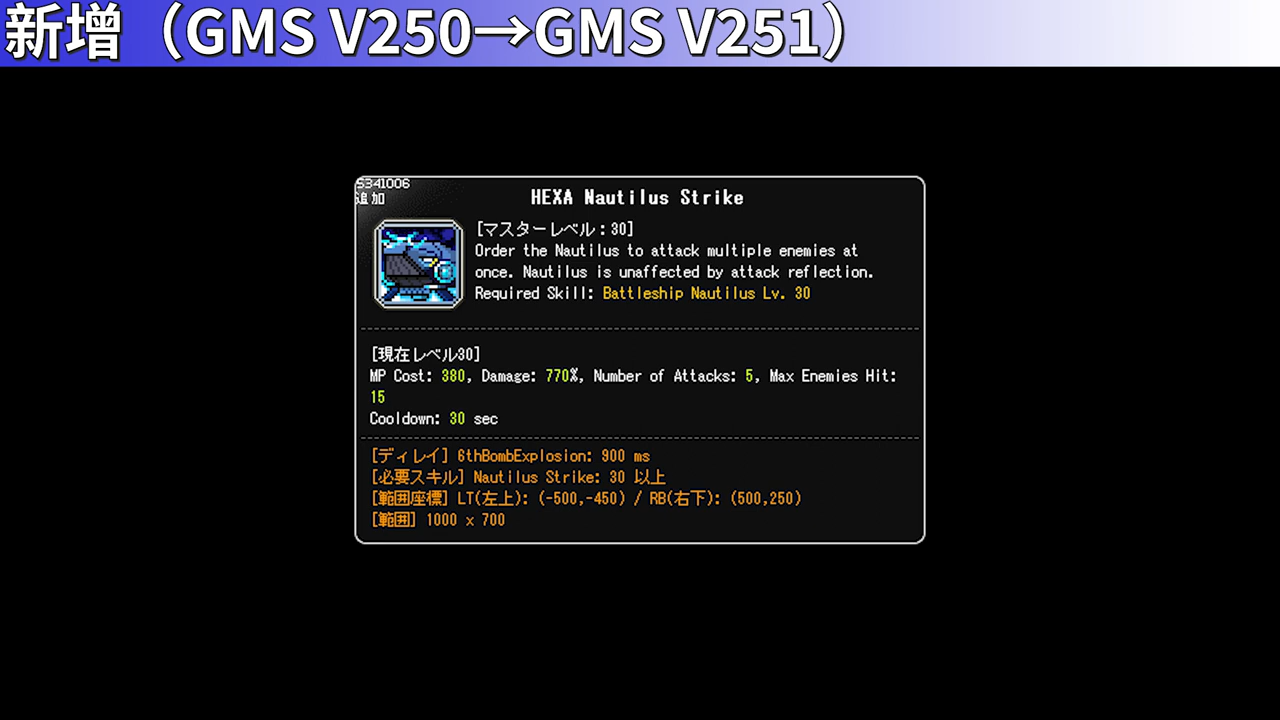 新增（GMS V250→GMS V251）
5341006
追加
HEXA Nautilus Strike
[マスターレベル：30]
Order the Nautilus to attack multiple enemies at
once. Nautilus is unaffected by attack reflection.
Required Skill: Battleship Nautilus Lv. 30
[現在レベル30]
MP Cost: 380, Damage: 770%, Number of Attacks: 5, Max Enemies Hit:
15
Cooldown: 30 sec
[ディレイ] 6thBombExplosion: 900 ms
[必要スキル] Nautilus Strike: 30 以上
[範囲座標] LT(左上): (-500,-450) / RB(右下): (500,250)
[範囲] 1000 x 700